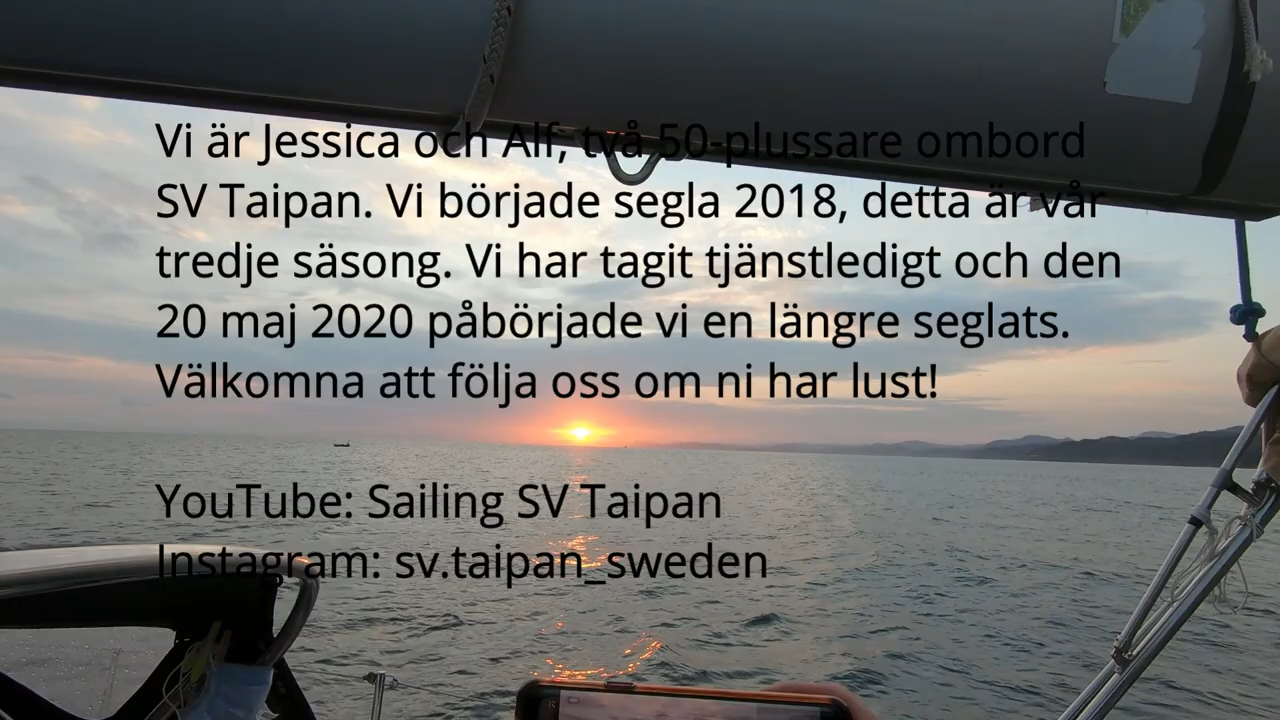 Vi är Jessica och Alf, två 50-plussare ombord
SV Taipan. Vi började segla 2018, detta är vår
tredje säsong. Vi har tagit tjänstledigt och den
20 maj 2020 påbörjade vi en längre seglats.
Välkomna att följa oss om ni har lust!
YouTube: Sailing SV Taipan
Instagram: sv.taipan_sweden